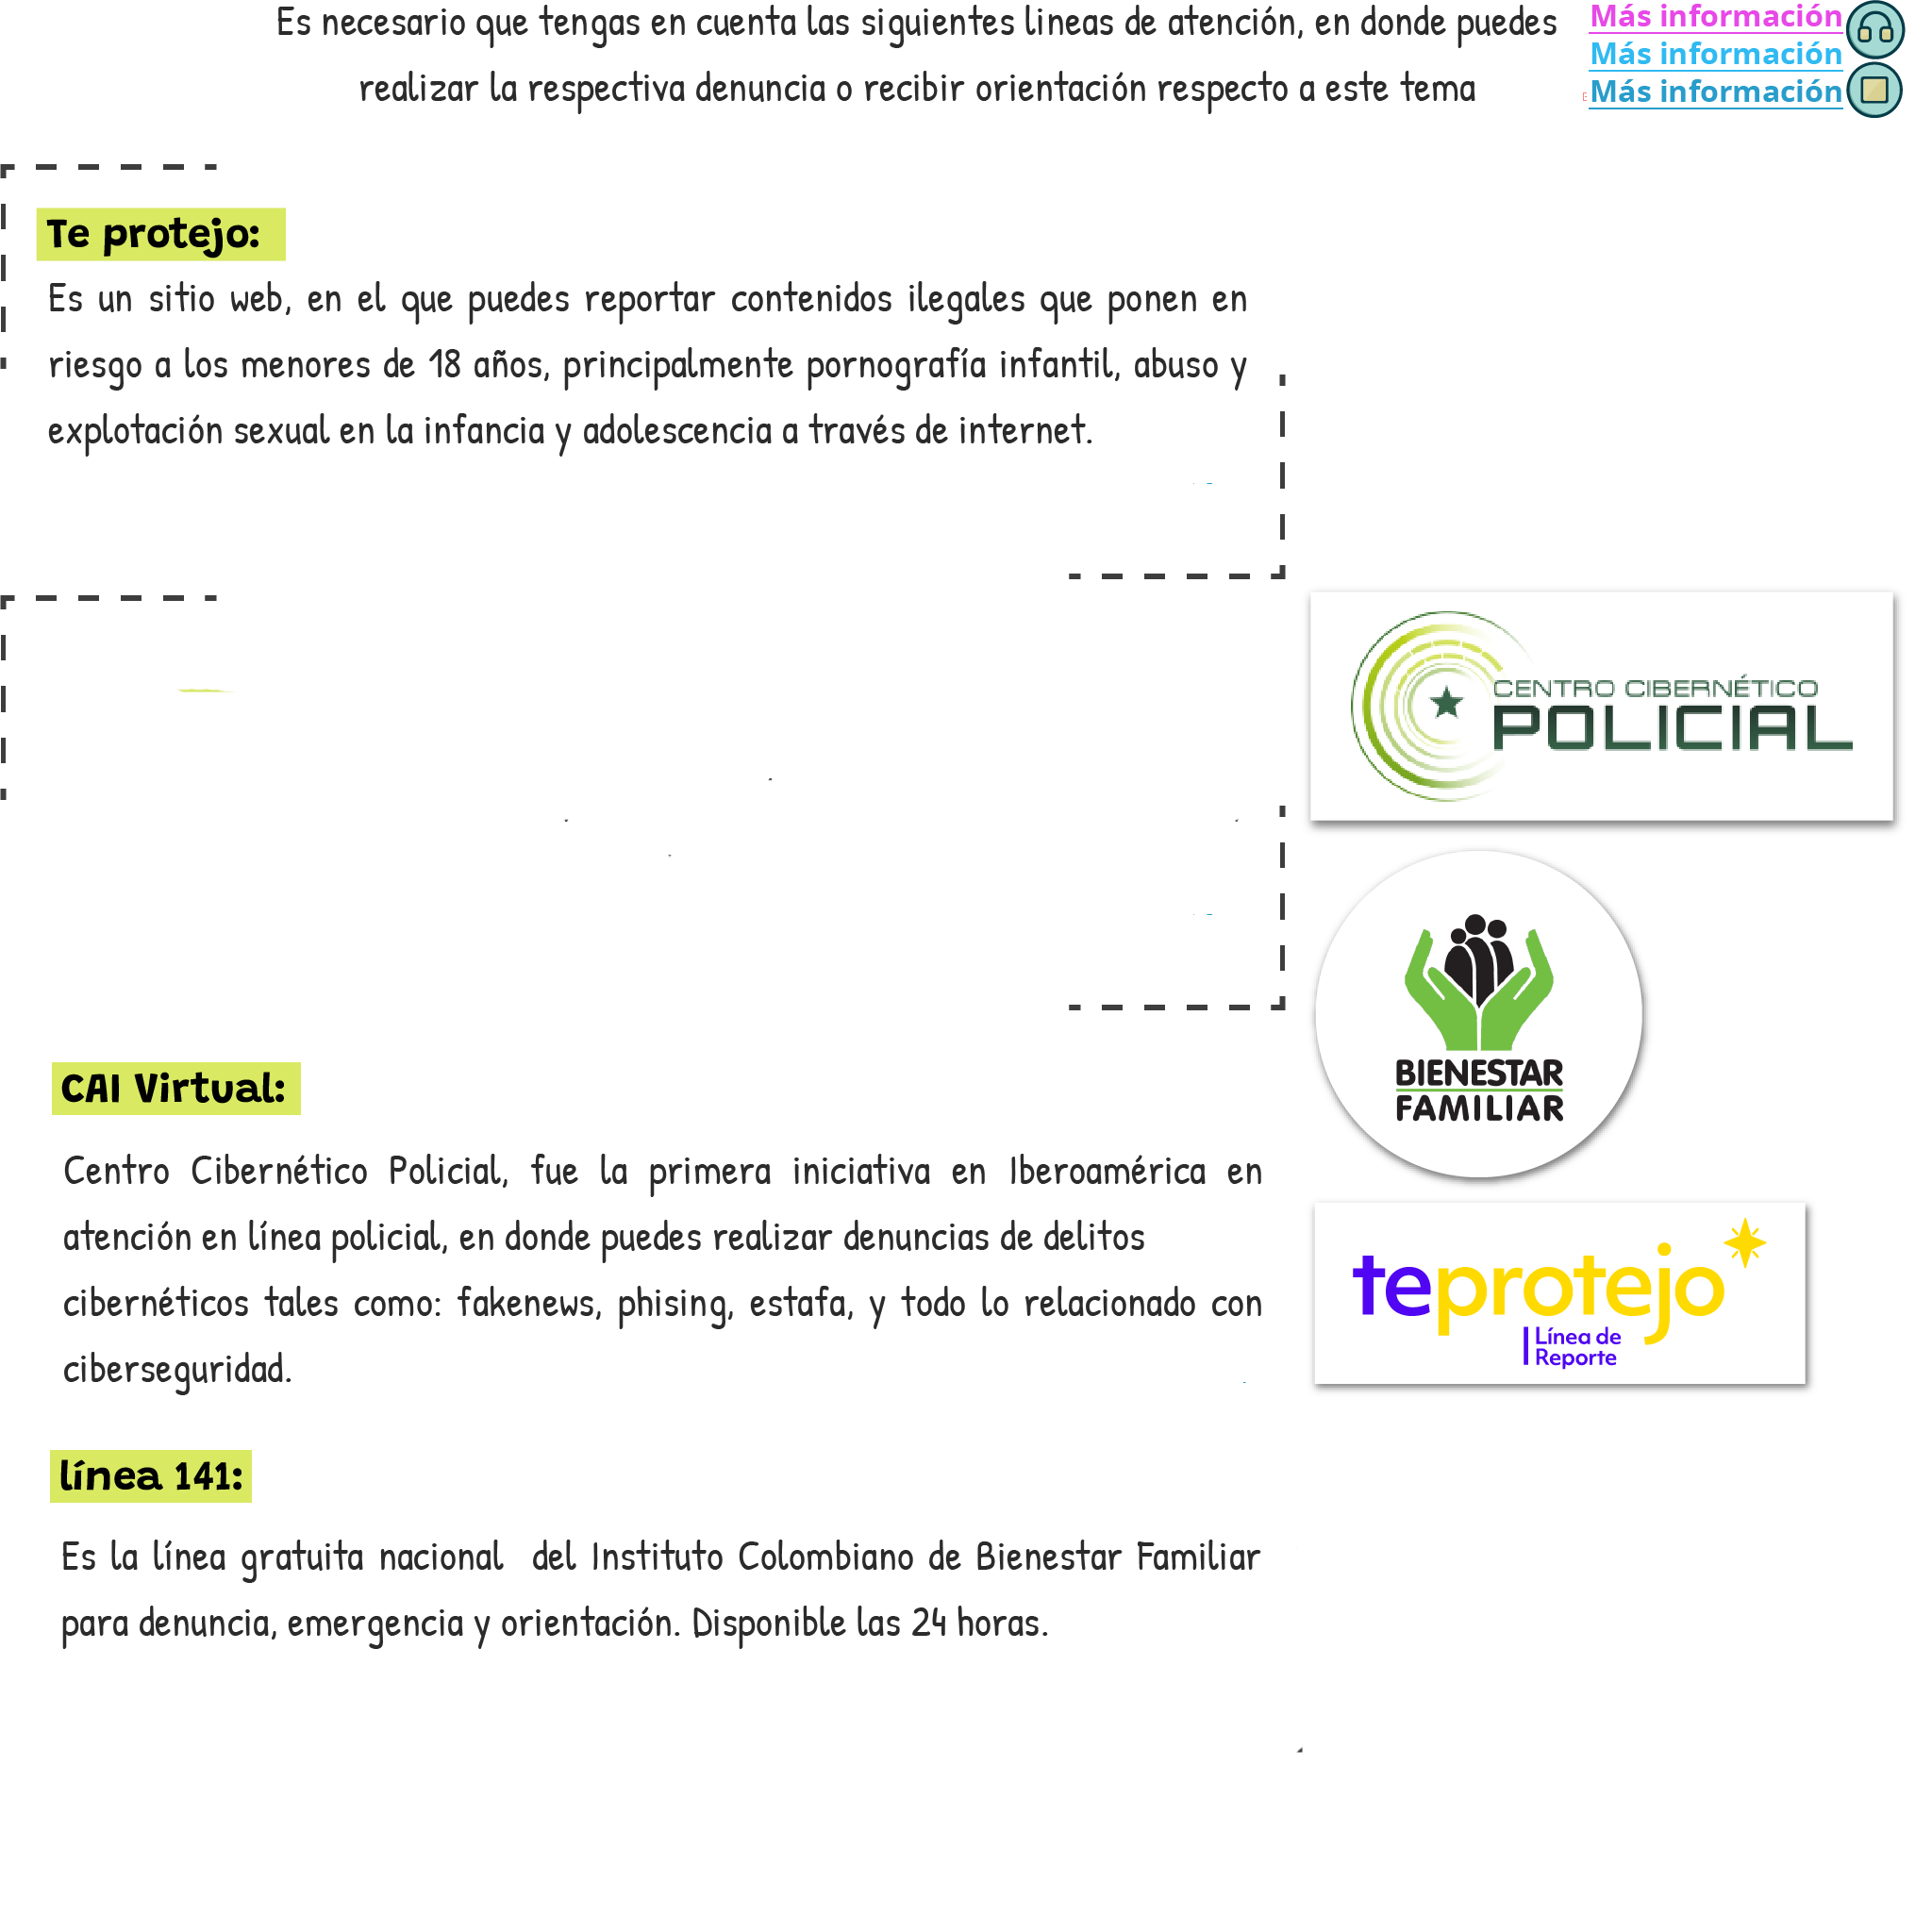 Es necesario que tengas en cuenta las siguientes lineas de atención, en donde puedes
realizar la respectiva denuncia o recibir orientación respecto a este tema
Más información
Más información
Más información
Te protejo:
Es un sitio web, en el que puedes reportar contenidos ilegales que ponen en
riesgo a los menores de 18 años, principalmente pornografía infantil, abuso y
explotación sexual en la infancia y adolescencia a través de internet.
CENTRO CIBERNÉTICO
POLICIAL
BIENESTAR
FAMILIAR
CAI Virtual:
Centro Cibernético Policial, fue la primera iniciativa en Iberoamérica en
atención en línea policial, en donde puedes realizar denuncias de delitos
cibernéticos tales como: fakenews, phising, estafa, y todo lo relacionado con
ciberseguridad.
teprotejo
Línea de
Reporte
línea 141:
Es la línea gratuita nacional del Instituto Colombiano de Bienestar Familiar
para denuncia, emergencia y orientación. Disponible las 24 horas.